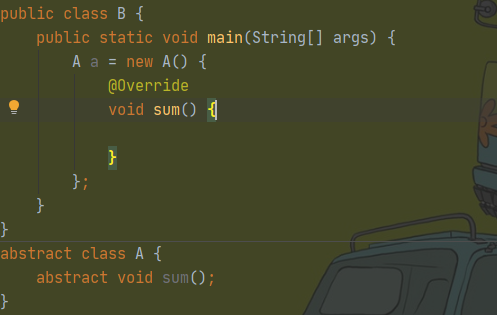 public class B {
    public static void main(String[] args) {
        A a = new A() {
            @Override
            void sum() {
            }
        };
    }
}
abstract class A {
    abstract void sum();
}